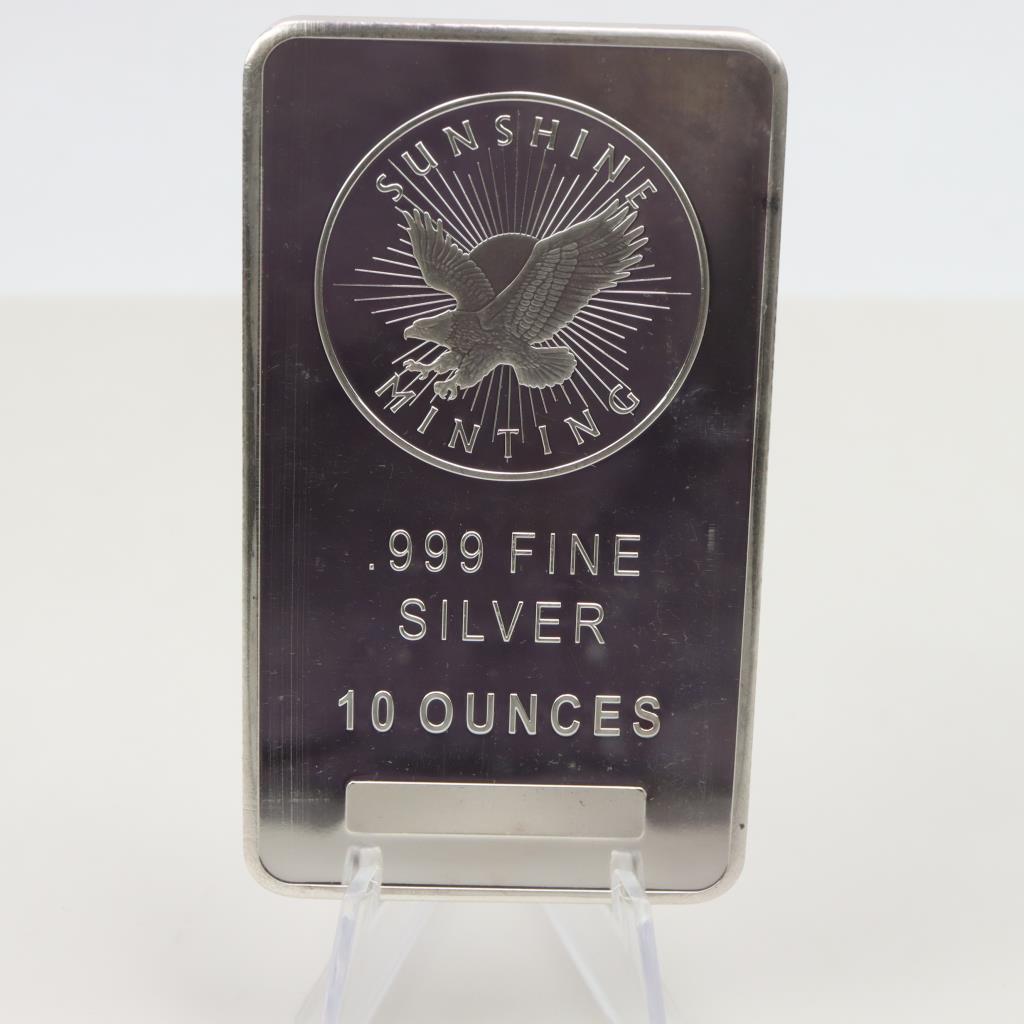 SUNSHINE
MINTING
.999 FINE
SILVER
10 OUNCES